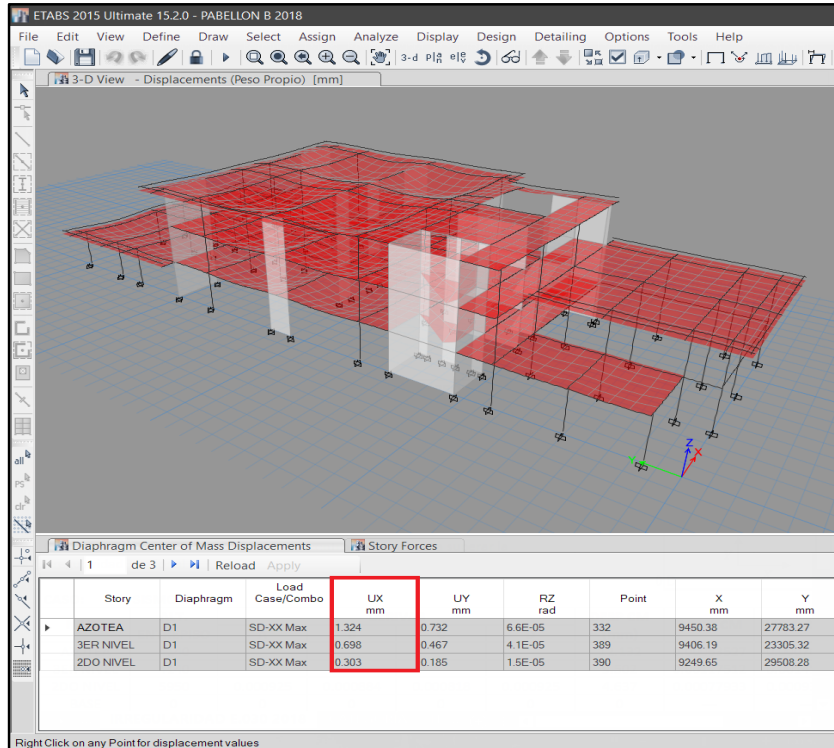 ETABS 2015 Ultimate 15.2.0 - PABELLON B 2018
File Edit View Define Draw Select Assign Analyze Display Design Detailing Options Tools Help
3-d
3-D View - Displacements (Peso Propio) [mm]
all
PS
clr
Z
X
Diaphragm Center of Mass Displacements Story Forces
1 de 3 Reload Apply
Story Diaphragm Load Case/Combo UX mm UY mm RZ rad Point X mm Y mm
AZOTEA D1 SD-XX Max 1.324 0.732 6.6E-05 332 9450.38 27783.27
3ER NIVEL D1 SD-XX Max 0.698 0.467 4.1E-05 389 9406.19 23305.32
2DO NIVEL D1 SD-XX Max 0.303 0.185 1.5E-05 390 9249.65 29508.28
Right Click on any Point for displacement values